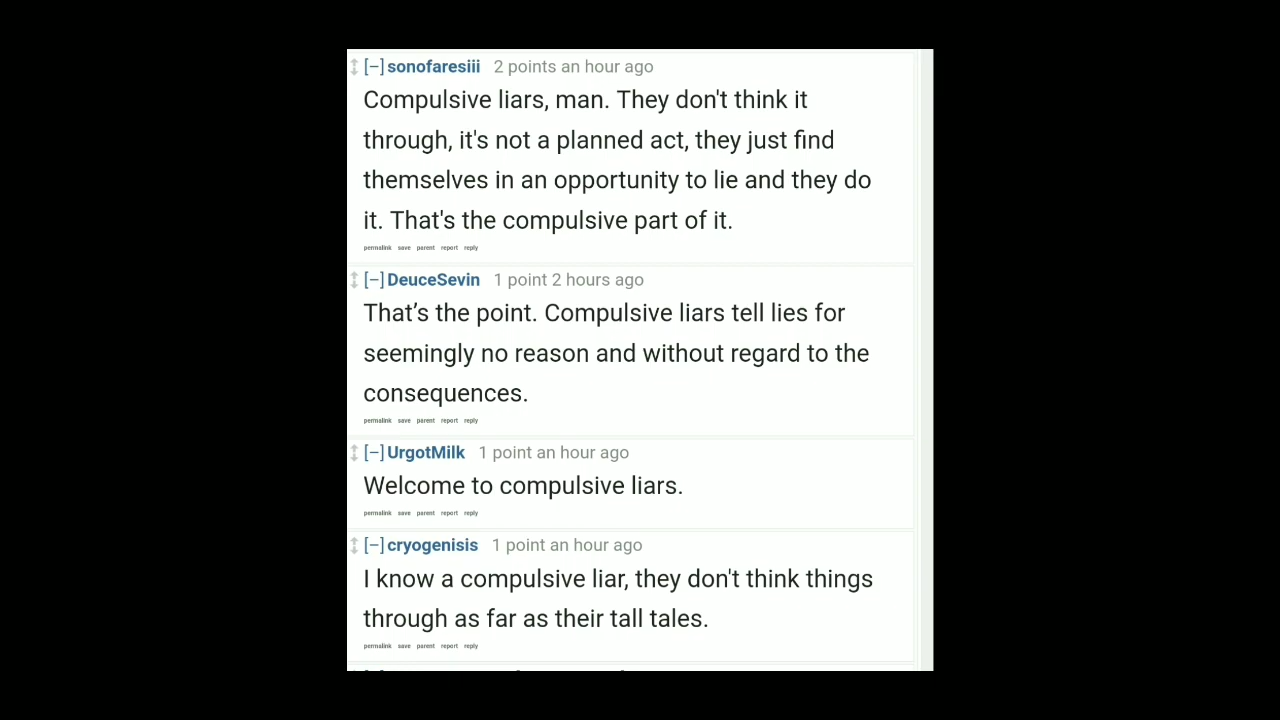 [–] sonofaresiii 2 points an hour ago
Compulsive liars, man. They don't think it
through, it's not a planned act, they just find
themselves in an opportunity to lie and they do
it. That's the compulsive part of it.
permalink save parent report reply
[–] DeuceSevin 1 point 2 hours ago
That’s the point. Compulsive liars tell lies for
seemingly no reason and without regard to the
consequences.
permalink save parent report reply
[–] UrgotMilk 1 point an hour ago
Welcome to compulsive liars.
permalink save parent report reply
[–] cryogenisis 1 point an hour ago
I know a compulsive liar, they don't think things
through as far as their tall tales.
permalink save parent report reply